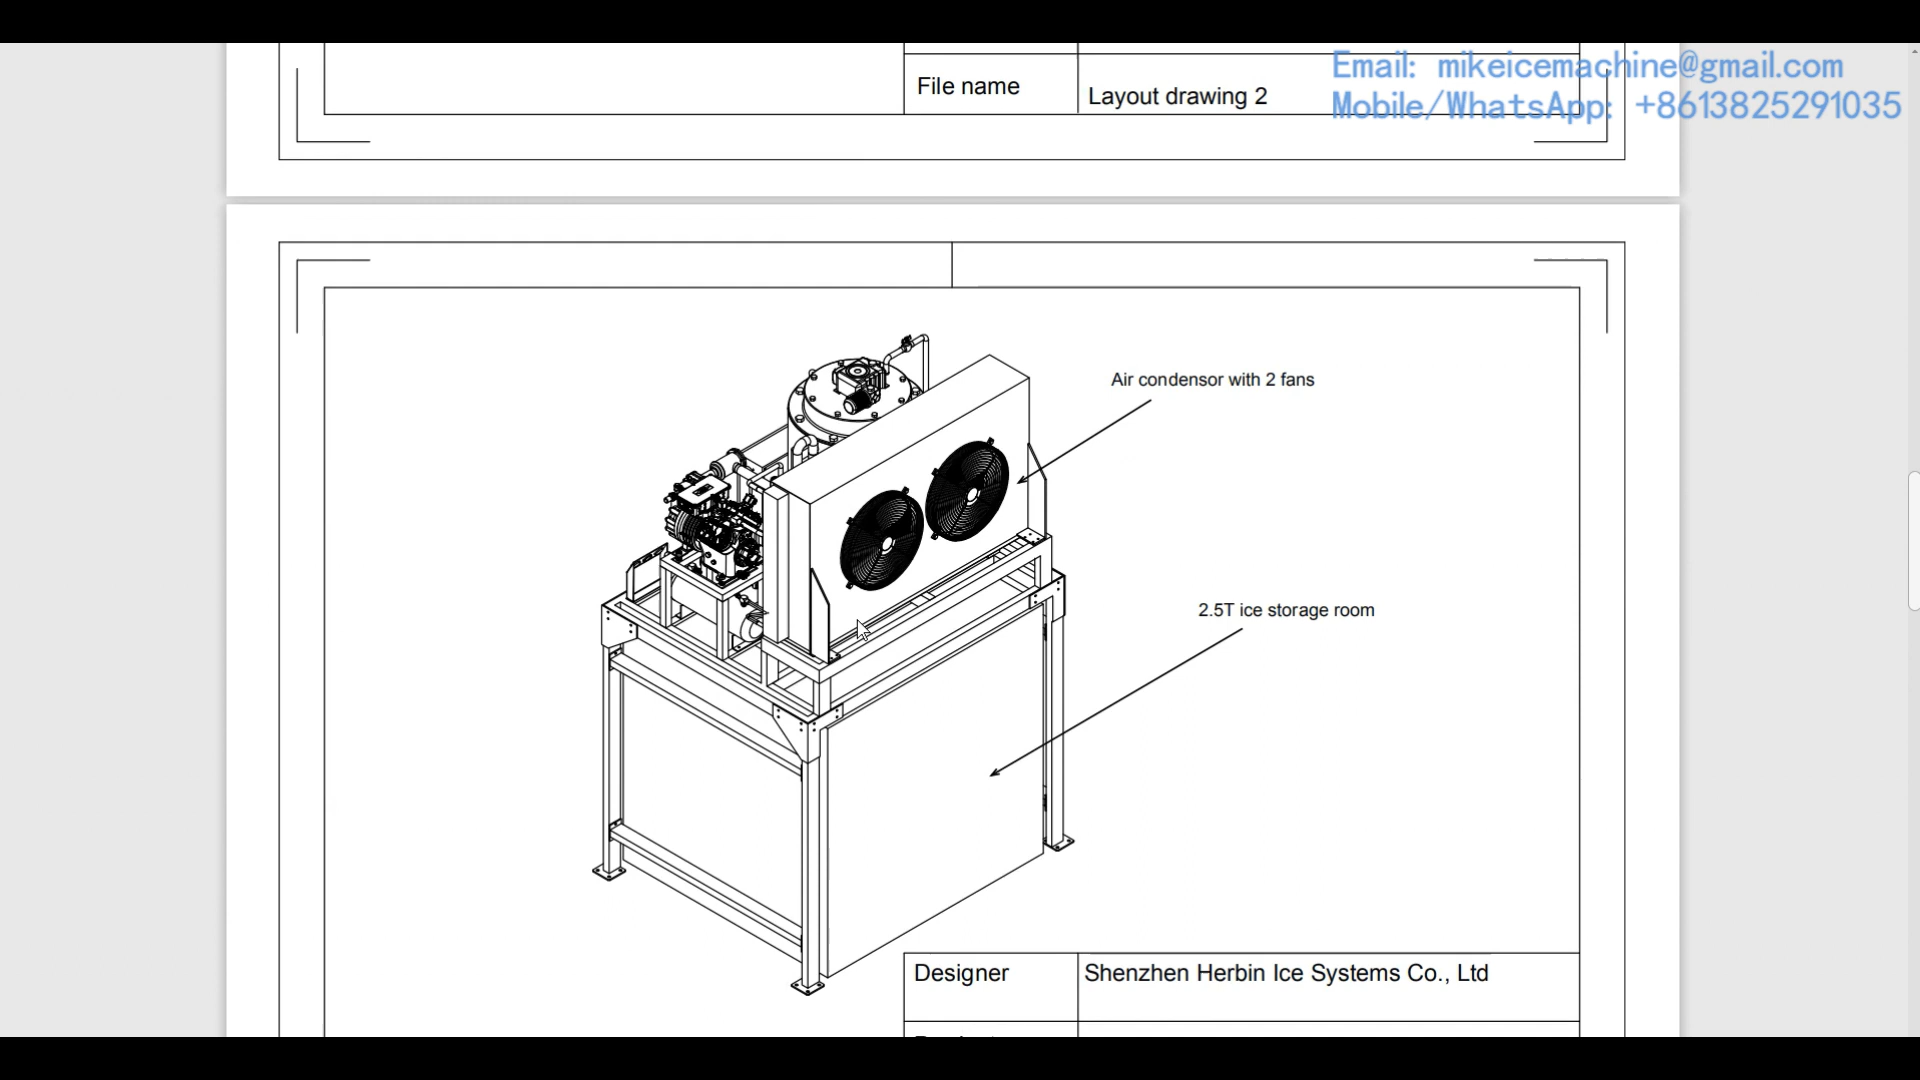 Email: mikeicemachine@gmail.com
Mobile/WhatsApp: +8613825291035
File name
Layout drawing 2
Air condensor with 2 fans
2.5T ice storage room
Designer
Shenzhen Herbin Ice Systems Co., Ltd